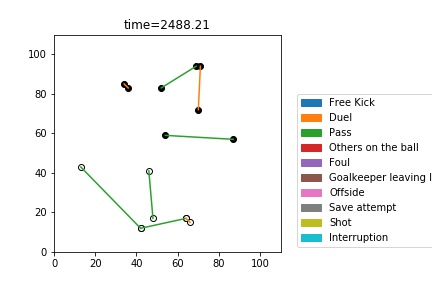 time=2488.21
100
80
60
40
20
0
0 20 40 60 80 100
Free Kick
Duel
Pass
Others on the ball
Foul
Goalkeeper leaving l
Offside
Save attempt
Shot
Interruption